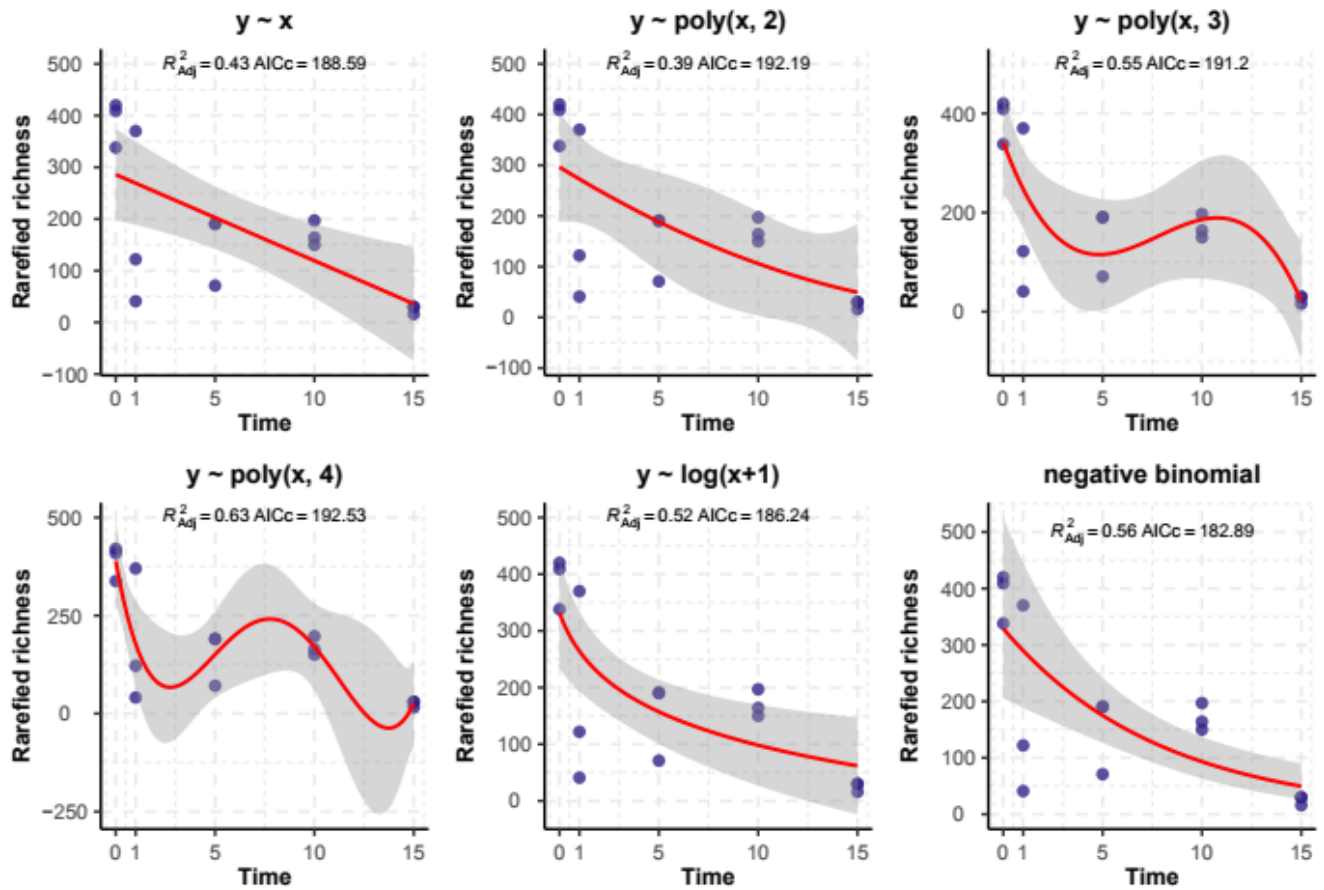 y ~ x
R²Adj = 0.43 AICc = 188.59
500
400
300
200
100
0
−100
Rarefied richness
0 1 5 10 15
Time
y ~ poly(x, 2)
R²Adj = 0.39 AICc = 192.19
500
400
300
200
100
0
−100
Rarefied richness
0 1 5 10 15
Time
y ~ poly(x, 3)
R²Adj = 0.55 AICc = 191.2
400
200
0
Rarefied richness
0 1 5 10 15
Time
y ~ poly(x, 4)
R²Adj = 0.63 AICc = 192.53
500
250
0
−250
Rarefied richness
0 1 5 10 15
Time
y ~ log(x+1)
R²Adj = 0.52 AICc = 186.24
500
400
300
200
100
0
Rarefied richness
0 1 5 10 15
Time
negative binomial
R²Adj = 0.56 AICc = 182.89
500
400
300
200
100
0
Rarefied richness
0 1 5 10 15
Time